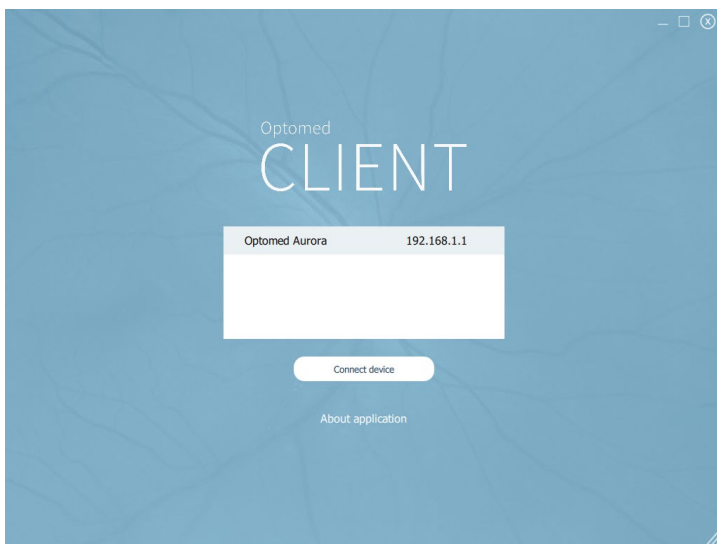 Optomed
CLIENT
Optomed Aurora 192.168.1.1
Connect device
About application